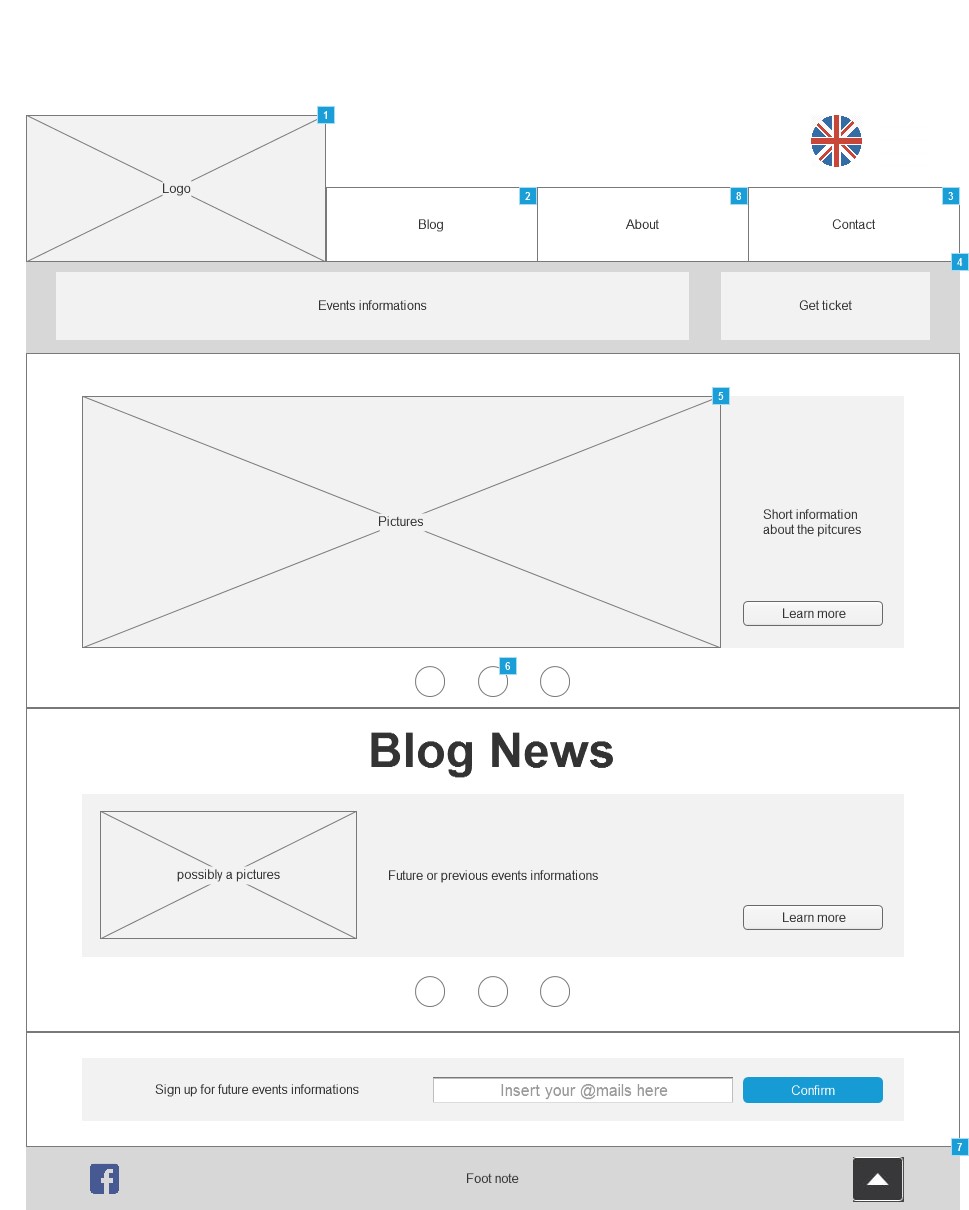 1
Logo
2
8
3
Blog
About
Contact
4
Events informations
Get ticket
5
Pictures
Short information
about the pitcures
Learn more
6
Blog News
possibly a pictures
Future or previous events informations
Learn more
Sign up for future events informations
Insert your @mails here
Confirm
7
f
Foot note